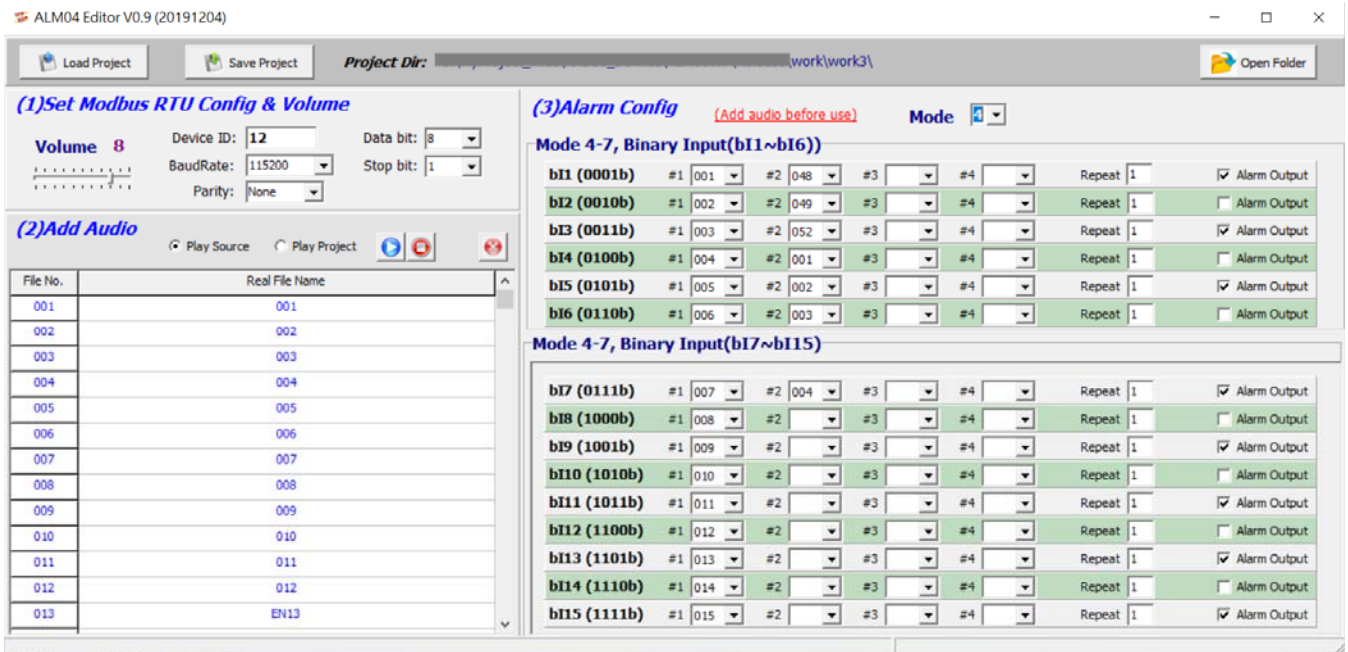 ALM04 Editor V0.9 (20191204)
Load Project Save Project Project Dir: \work\work3\ Open Folder
(1)Set Modbus RTU Config & Volume
Volume 8
Device ID: 12 Data bit: 8
BaudRate: 115200 Stop bit: 1
Parity: None
(2)Add Audio
Play Source Play Project
File No. Real File Name
001 001
002 002
003 003
004 004
005 005
006 006
007 007
008 008
009 009
010 010
011 011
012 012
013 EN13
(3)Alarm Config (Add audio before use) Mode 4
Mode 4-7, Binary Input(bI1~bI6))
bI1 (0001b) #1 001 #2 048 #3 #4 Repeat 1 Alarm Output
bI2 (0010b) #1 002 #2 049 #3 #4 Repeat 1 Alarm Output
bI3 (0011b) #1 003 #2 052 #3 #4 Repeat 1 Alarm Output
bI4 (0100b) #1 004 #2 001 #3 #4 Repeat 1 Alarm Output
bI5 (0101b) #1 005 #2 002 #3 #4 Repeat 1 Alarm Output
bI6 (0110b) #1 006 #2 003 #3 #4 Repeat 1 Alarm Output
Mode 4-7, Binary Input(bI7~bI15)
bI7 (0111b) #1 007 #2 004 #3 #4 Repeat 1 Alarm Output
bI8 (1000b) #1 008 #2 #3 #4 Repeat 1 Alarm Output
bI9 (1001b) #1 009 #2 #3 #4 Repeat 1 Alarm Output
bI10 (1010b) #1 010 #2 #3 #4 Repeat 1 Alarm Output
bI11 (1011b) #1 011 #2 #3 #4 Repeat 1 Alarm Output
bI12 (1100b) #1 012 #2 #3 #4 Repeat 1 Alarm Output
bI13 (1101b) #1 013 #2 #3 #4 Repeat 1 Alarm Output
bI14 (1110b) #1 014 #2 #3 #4 Repeat 1 Alarm Output
bI15 (1111b) #1 015 #2 #3 #4 Repeat 1 Alarm Output